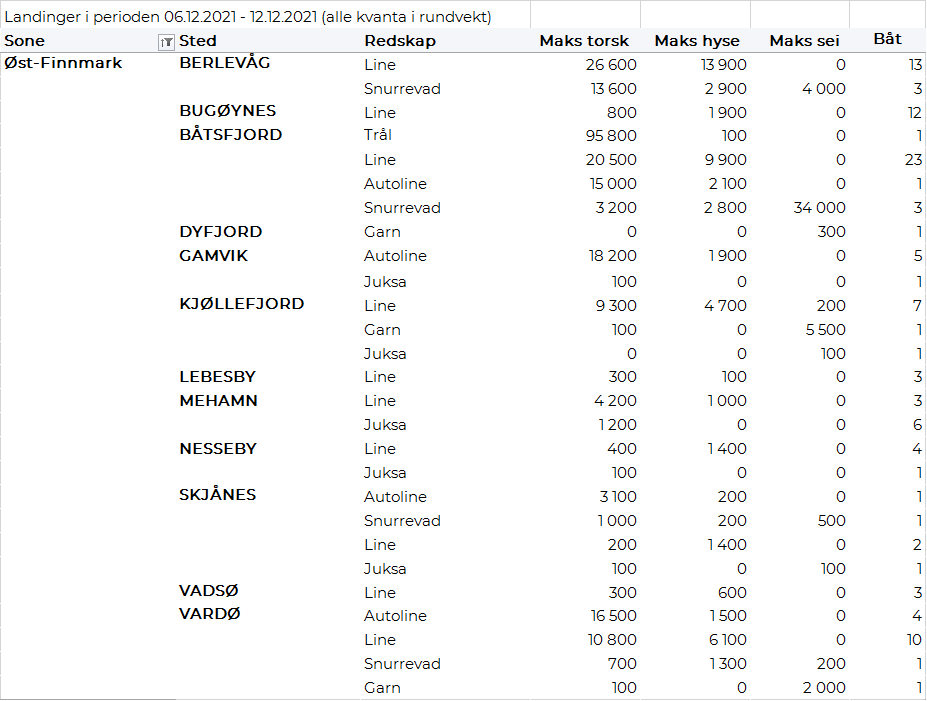 Landinger i perioden 06.12.2021 - 12.12.2021 (alle kvanta i rundvekt)
Sone Sted Redskap Maks torsk Maks hyse Maks sei Båt
Øst-Finnmark BERLEVÅG Line 26 600 13 900 0 13
Snurrevad 13 600 2 900 4 000 3
BUGØYNES Line 800 1 900 0 12
BÅTSFJORD Trål 95 800 100 0 1
Line 20 500 9 900 0 23
Autoline 15 000 2 100 0 1
Snurrevad 3 200 2 800 34 000 3
DYFJORD Garn 0 0 300 1
GAMVIK Autoline 18 200 1 900 0 5
Juksa 100 0 0 1
KJØLLEFJORD Line 9 300 4 700 200 7
Garn 100 0 5 500 1
Juksa 0 0 100 1
LEBESBY Line 300 100 0 3
MEHAMN Line 4 200 1 000 0 3
Juksa 1 200 0 0 6
NESSEBY Line 400 1 400 0 4
Juksa 100 0 0 1
SKJÅNES Autoline 3 100 200 0 1
Snurrevad 1 000 200 500 1
Line 200 1 400 0 2
Juksa 100 0 100 1
VADSØ Line 300 600 0 3
VARDØ Autoline 16 500 1 500 0 4
Line 10 800 6 100 0 10
Snurrevad 700 1 300 200 1
Garn 100 0 2 000 1